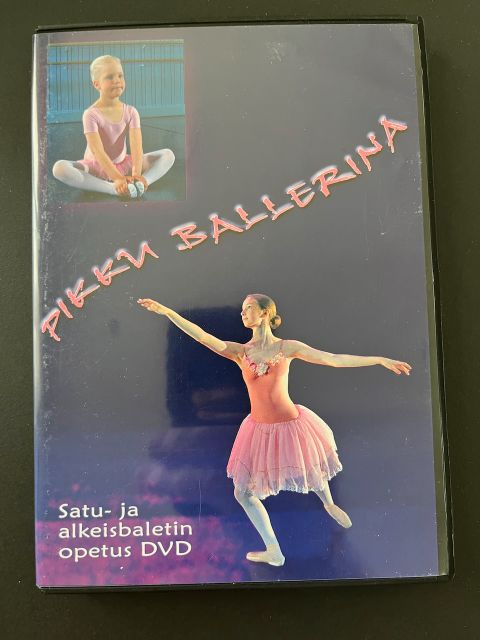 PIKKU BALLERINA
Satu- ja
alkeisbaletin
opetus DVD